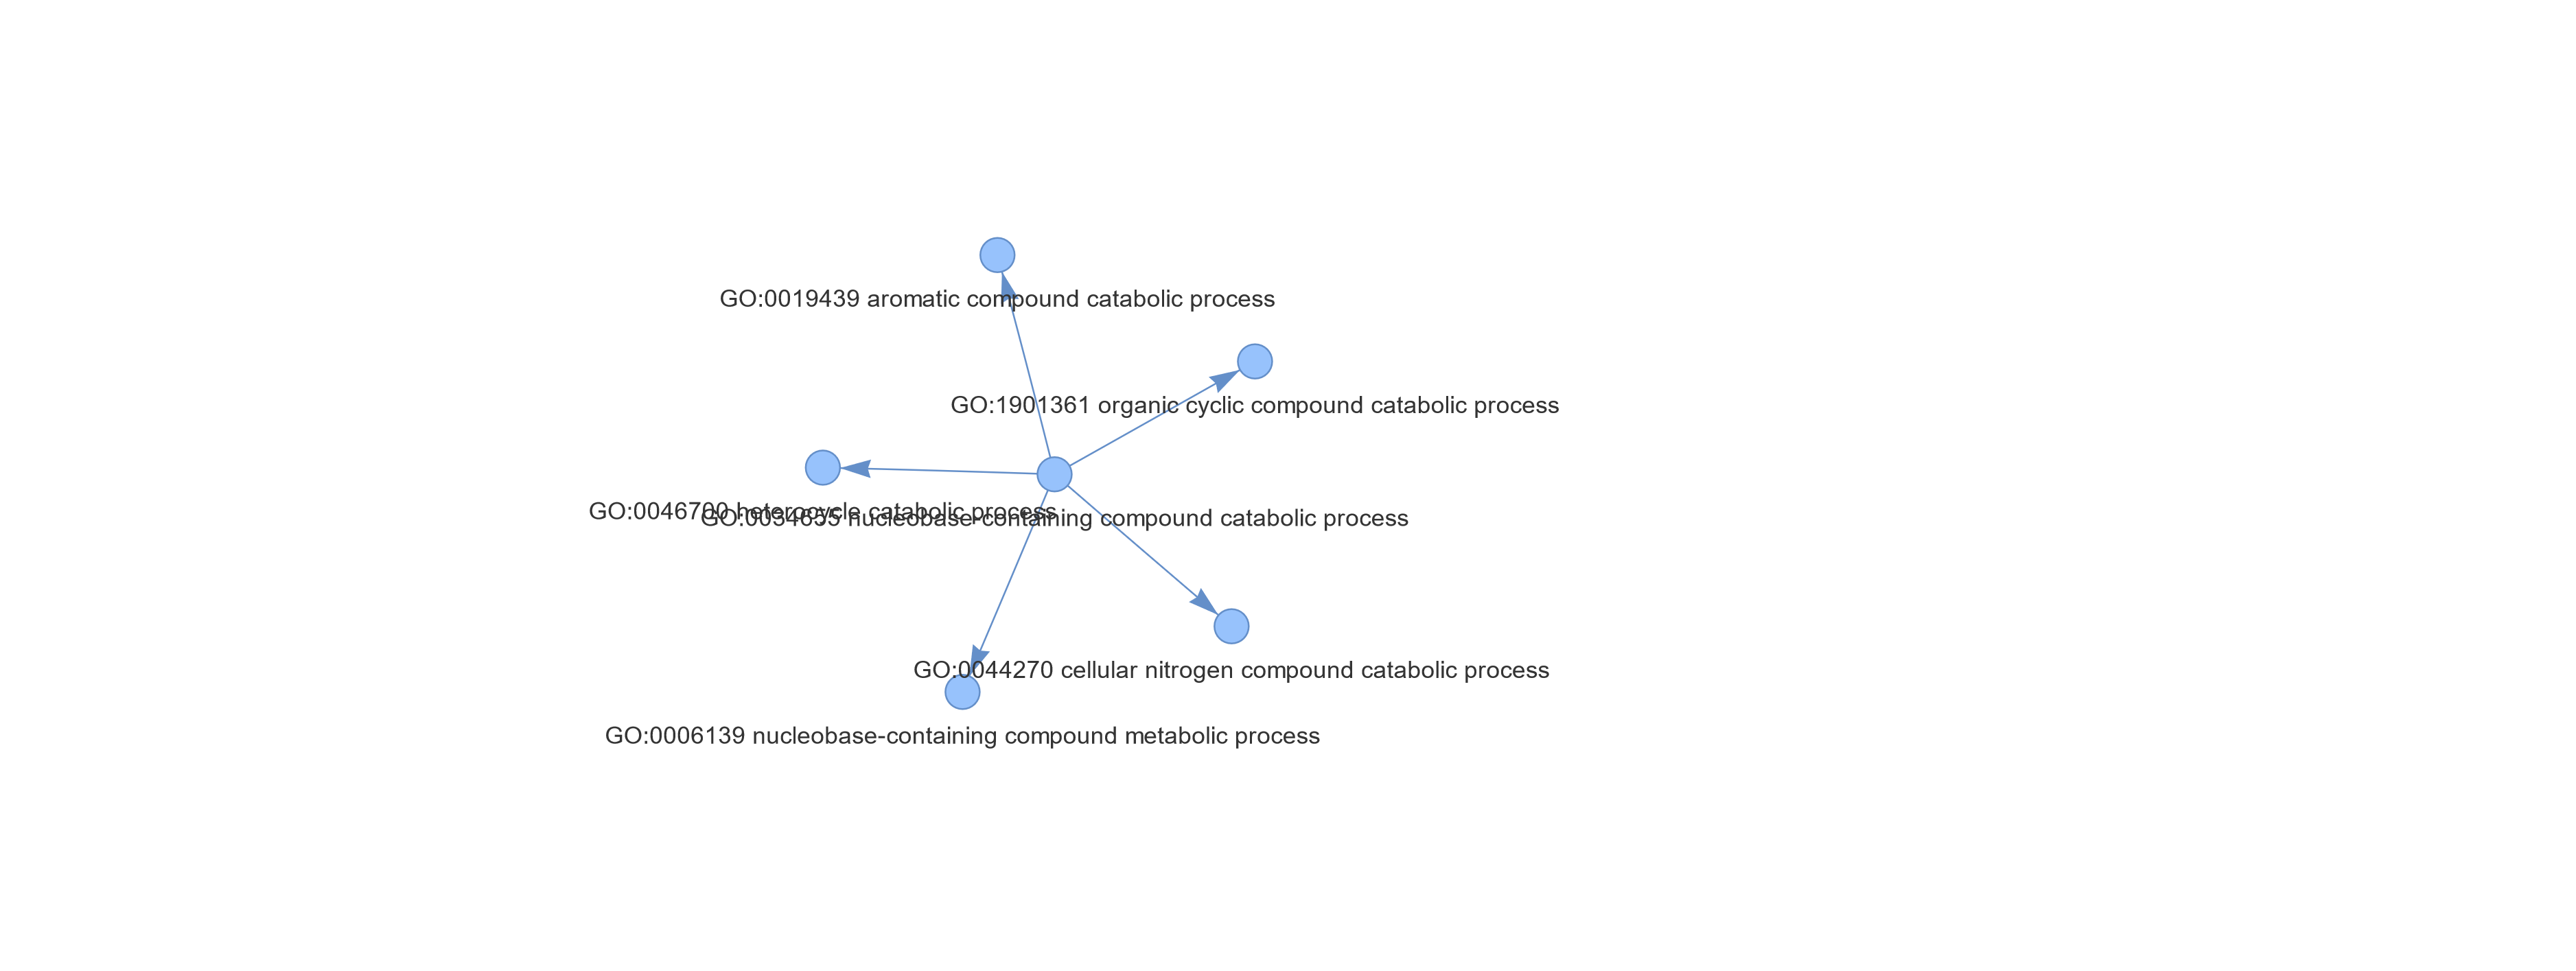 GO:0019439 aromatic compound catabolic process
GO:1901361 organic cyclic compound catabolic process
GO:0046700 heterocycle catabolic process
GO:0034655 nucleobase-containing compound catabolic process
GO:0044270 cellular nitrogen compound catabolic process
GO:0006139 nucleobase-containing compound metabolic process